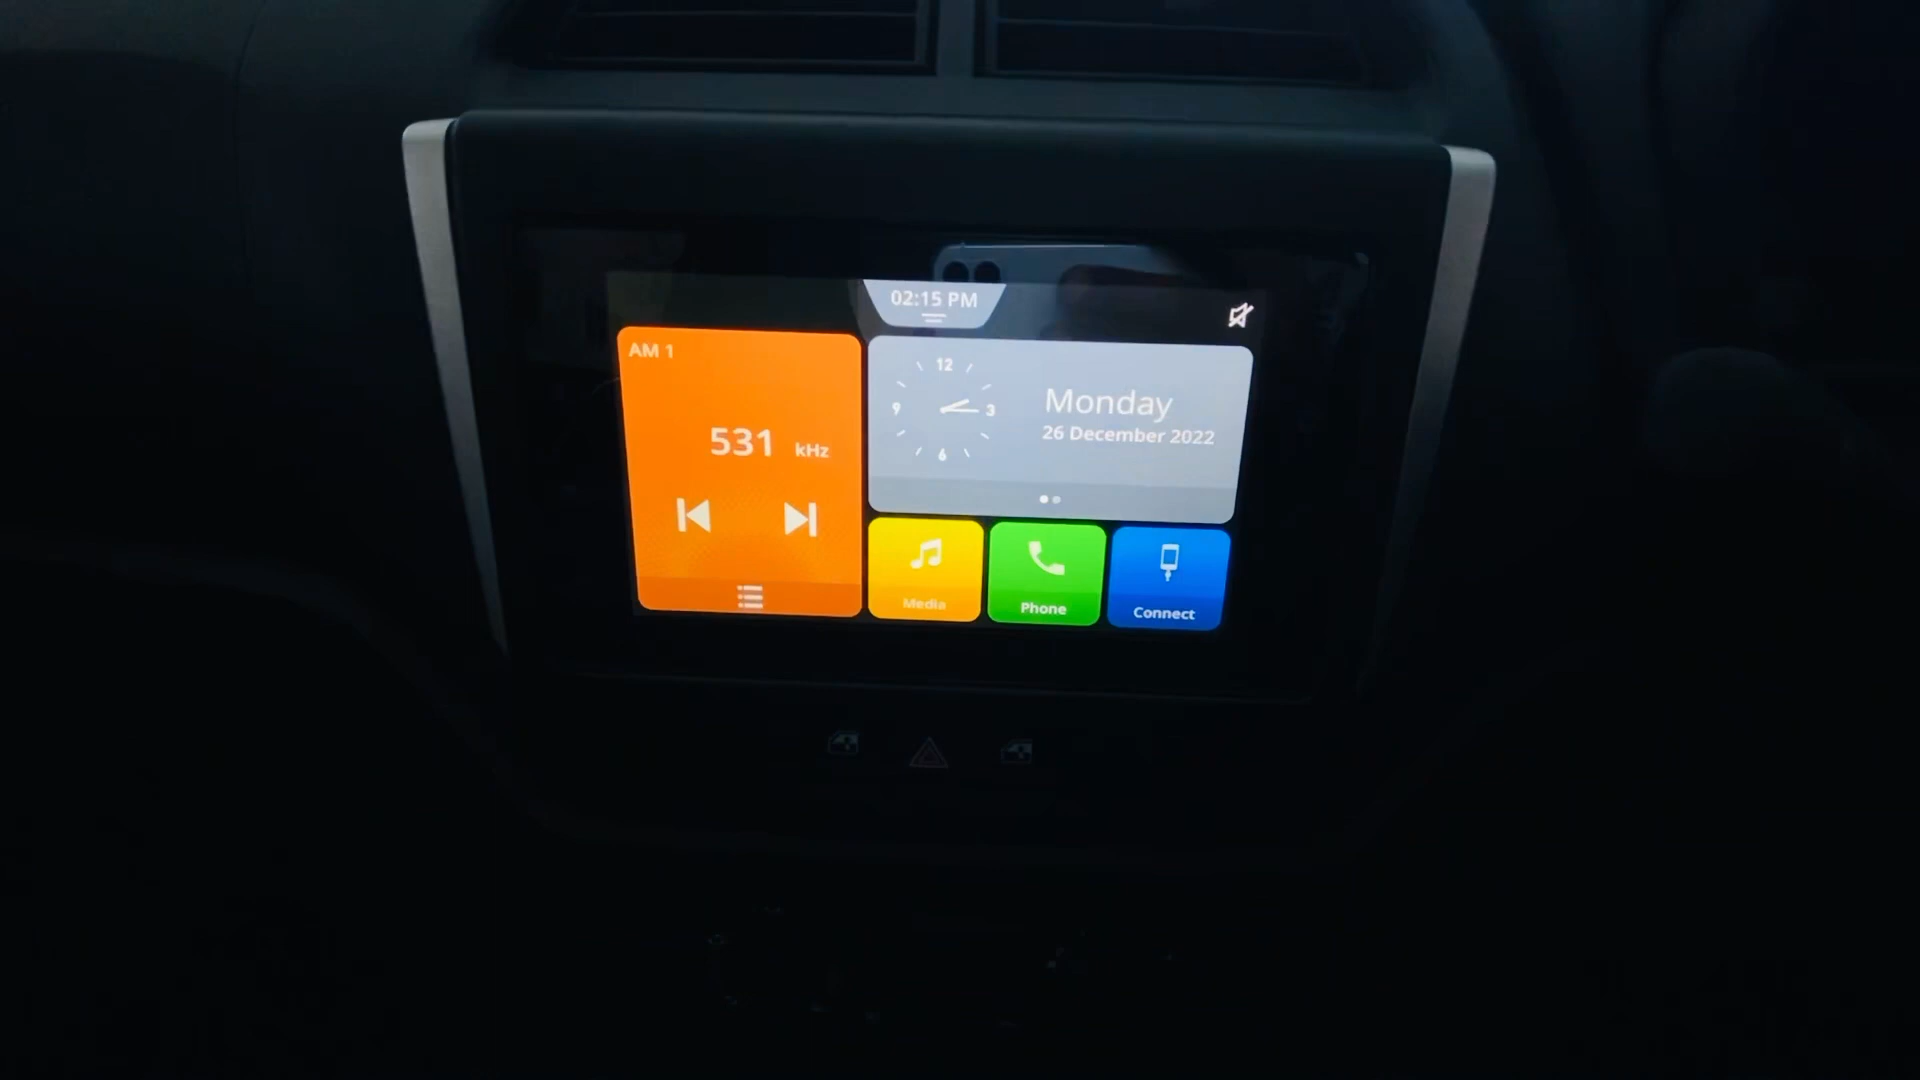 02:15 PM
AM 1
531 kHz
12
9
3
6
Monday
26 December 2022
Media
Phone
Connect